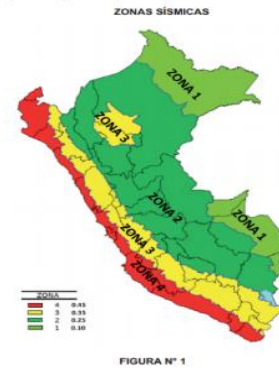 ZONAS SÍSMICAS
ZONA 1
ZONA 3
ZONA 2
ZONA 1
ZONA 3
ZONA 4
ZONA
4 0.45
3 0.35
2 0.25
1 0.10
FIGURA N° 1